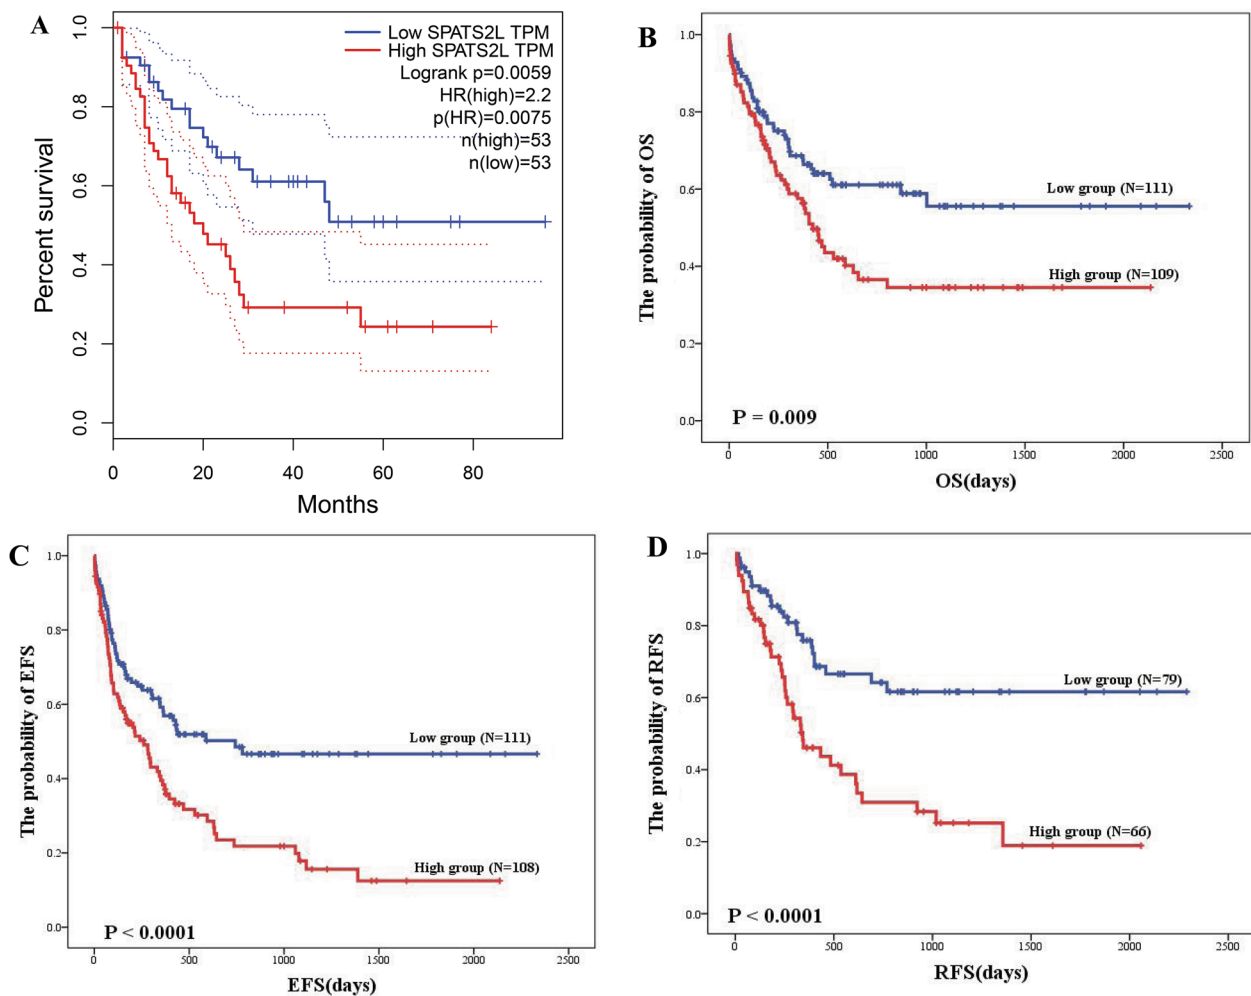 A
Low SPATS2L TPM
High SPATS2L TPM
Logrank p=0.0059
HR(high)=2.2
p(HR)=0.0075
n(high)=53
n(low)=53
Percent survival
1.0
0.8
0.6
0.4
0.2
0.0
0 20 40 60 80
Months
B
The probability of OS
1.0
0.8
0.6
0.4
0.2
0.0
Low group (N=111)
High group (N=109)
P = 0.009
0 500 1000 1500 2000 2500
OS(days)
C
The probability of EFS
1.0
0.8
0.6
0.4
0.2
0.0
Low group (N=111)
High group (N=108)
P < 0.0001
0 500 1000 1500 2000 2500
EFS(days)
D
The probability of RFS
1.0
0.8
0.6
0.4
0.2
0.0
Low group (N=79)
High group (N=66)
P < 0.0001
0 500 1000 1500 2000 2500
RFS(days)